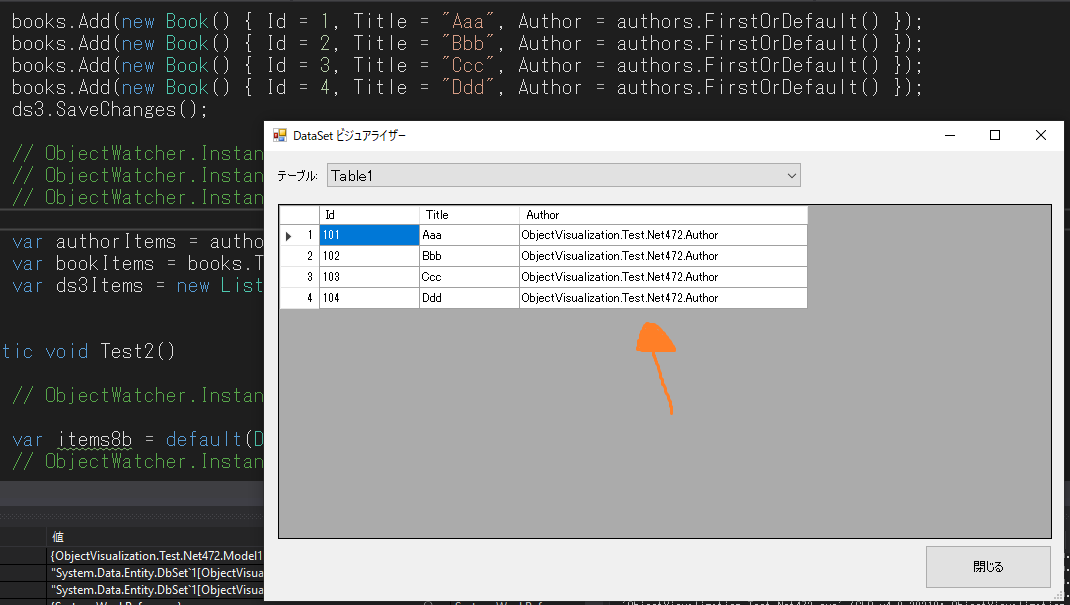 books.Add(new Book() { Id = 1, Title = "Aaa", Author = authors.FirstOrDefault() });
books.Add(new Book() { Id = 2, Title = "Bbb", Author = authors.FirstOrDefault() });
books.Add(new Book() { Id = 3, Title = "Ccc", Author = authors.FirstOrDefault() });
books.Add(new Book() { Id = 4, Title = "Ddd", Author = authors.FirstOrDefault() });
ds3.SaveChanges();
// ObjectWatcher.Instan
// ObjectWatcher.Instan
// ObjectWatcher.Instan
var authorItems = autho
var bookItems = books.T
var ds3Items = new List
tic void Test2()
// ObjectWatcher.Instan
var items8b = default(D
// ObjectWatcher.Instan
DataSet ビジュアライザー
テーブル: Table1
Id Title Author
1 101 Aaa ObjectVisualization.Test.Net472.Author
2 102 Bbb ObjectVisualization.Test.Net472.Author
3 103 Ccc ObjectVisualization.Test.Net472.Author
4 104 Ddd ObjectVisualization.Test.Net472.Author
閉じる
値
{ObjectVisualization.Test.Net472.Model1
"System.Data.Entity.DbSet`1[ObjectVisua
"System.Data.Entity.DbSet`1[ObjectVisua